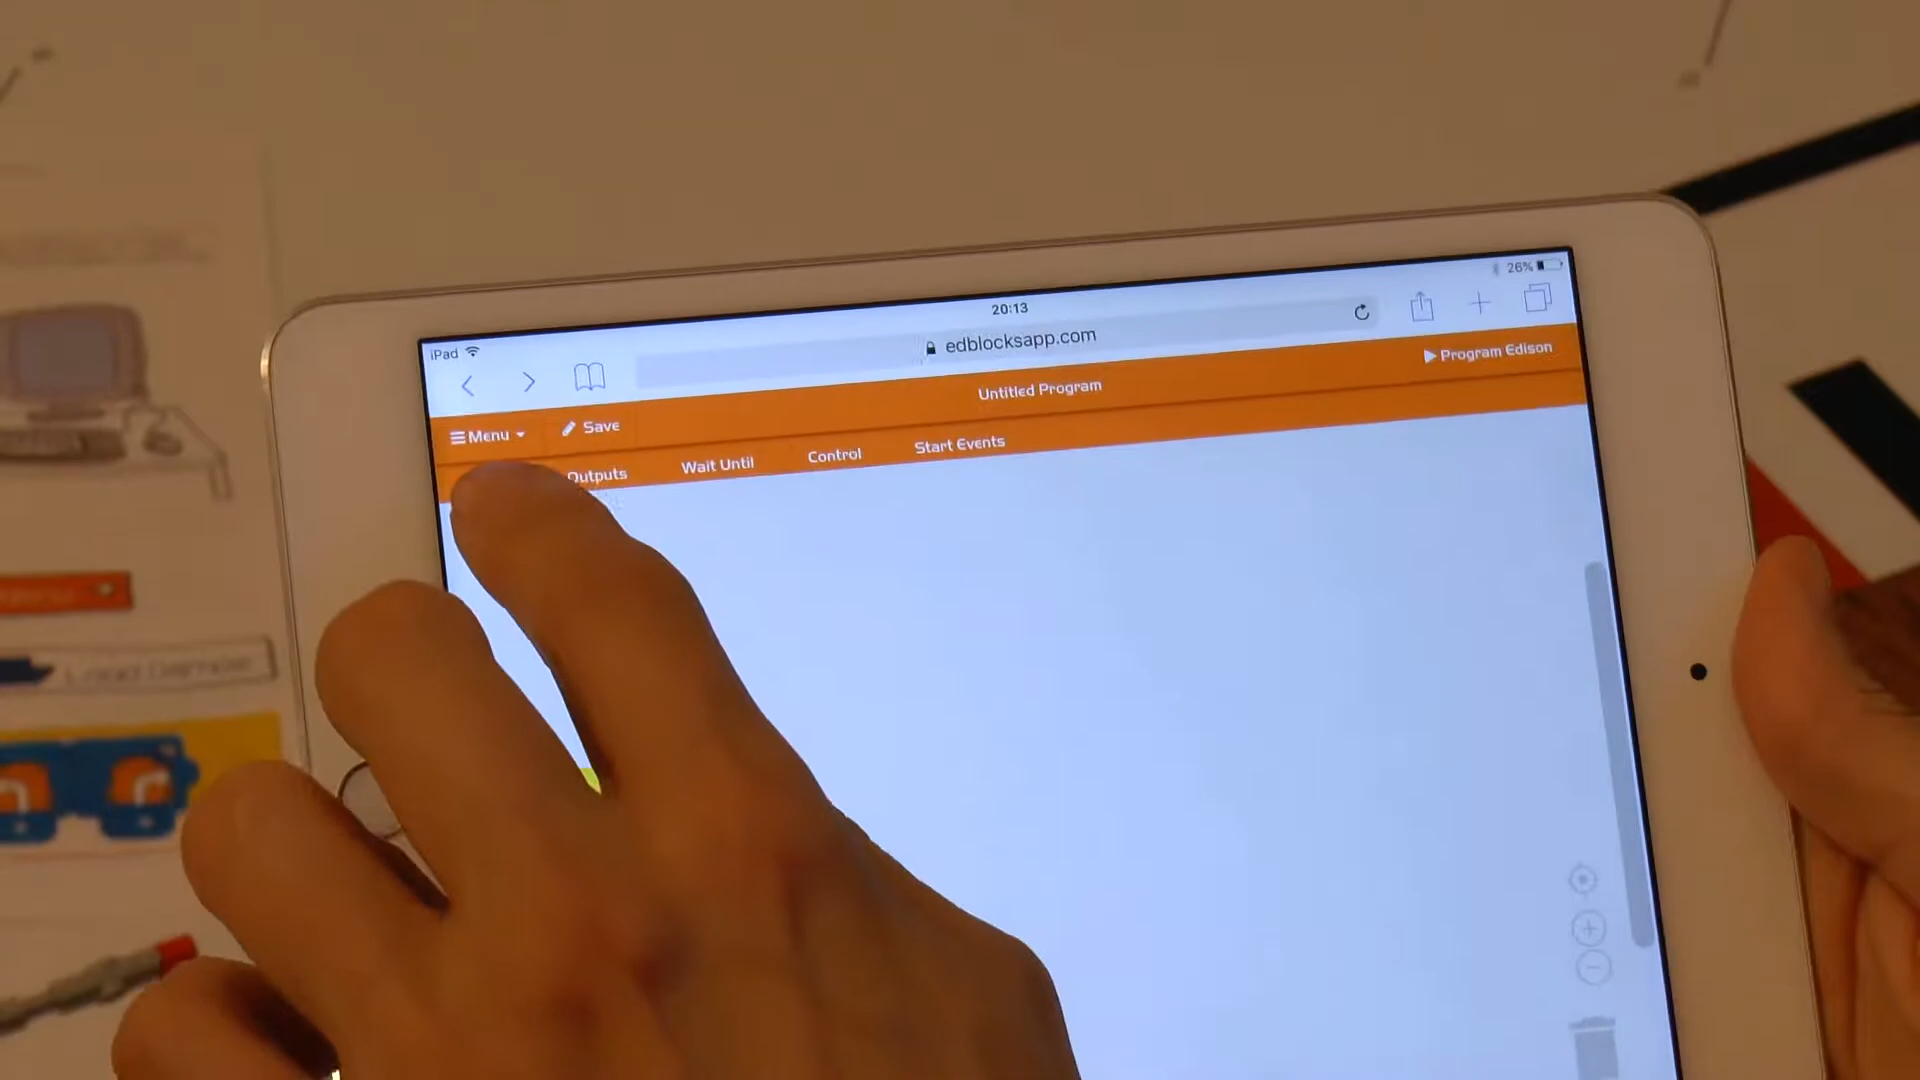 iPad
20:13
26%
edblocksapp.com
Menu
Save
Untitled Program
Program Edison
Outputs
Wait Until
Control
Start Events